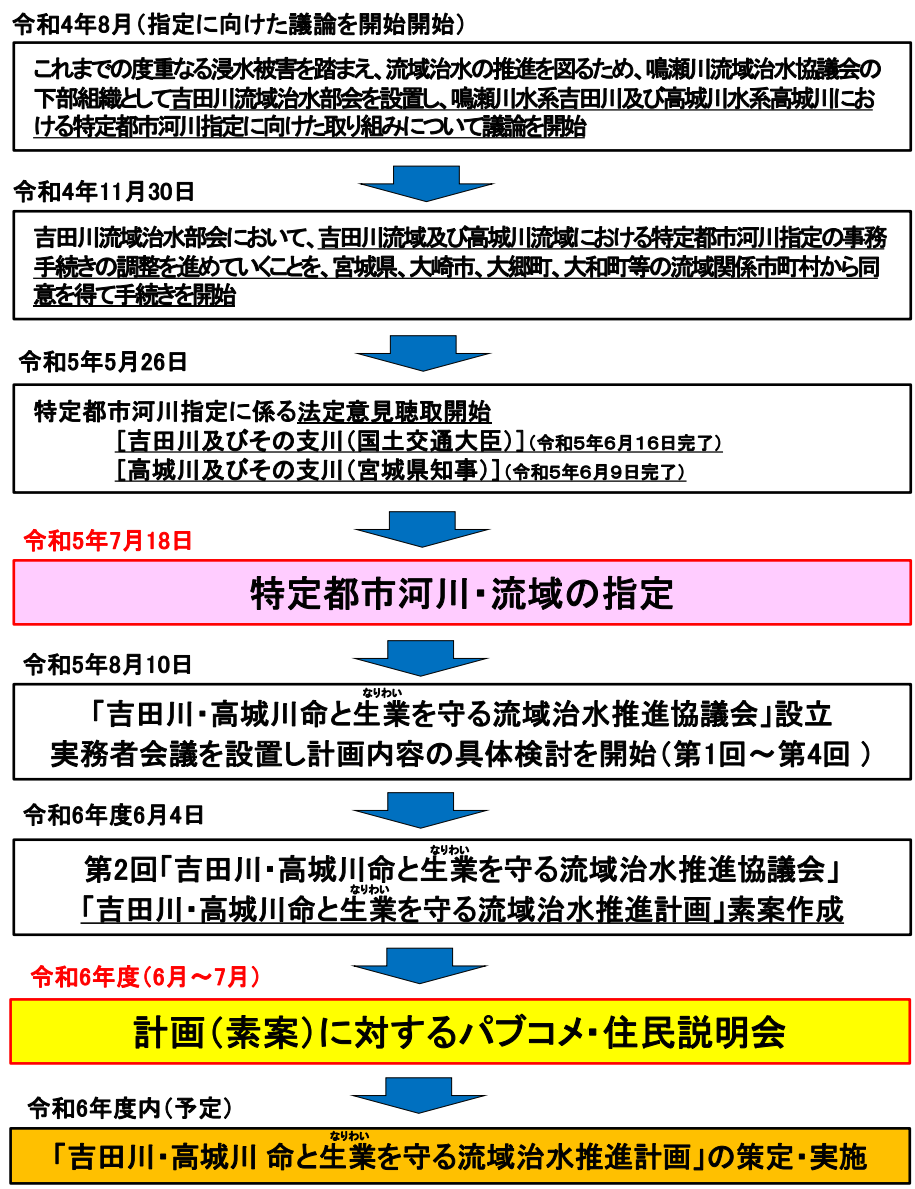 令和4年8月(指定に向けた議論を開始開始)
これまでの度重なる浸水被害を踏まえ、流域治水の推進を図るため、鳴瀬川流域治水協議会の
下部組織として吉田川流域治水部会を設置し、鳴瀬川水系吉田川及び高城川水系高城川にお
ける特定都市河川指定に向けた取り組みについて議論を開始
令和4年11月30日
吉田川流域治水部会において、吉田川流域及び高城川流域における特定都市河川指定の事務
手続きの調整を進めていくことを、宮城県、大崎市、大郷町、大和町等の流域関係市町村から同
意を得て手続きを開始
令和5年5月26日
特定都市河川指定に係る法定意見聴取開始
[吉田川及びその支川(国土交通大臣)](令和5年6月16日完了)
[高城川及びその支川(宮城県知事)](令和5年6月9日完了)
令和5年7月18日
特定都市河川・流域の指定
令和5年8月10日
なりわい
「吉田川・高城川命と生業を守る流域治水推進協議会」設立
実務者会議を設置し計画内容の具体検討を開始(第1回~第4回 )
令和6年度6月4日
なりわい
第2回「吉田川・高城川命と生業を守る流域治水推進協議会」
なりわい
「吉田川・高城川命と生業を守る流域治水推進計画」素案作成
令和6年度(6月~7月)
計画(素案)に対するパブコメ・住民説明会
令和6年度内(予定)
なりわい
「吉田川・高城川 命と生業を守る流域治水推進計画」の策定・実施